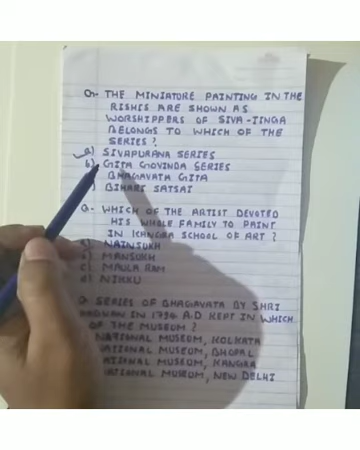 Q- THE MINIATURE PAINTING IN THE
RISHIS ARE SHOWN AS
WORSHIPPERS OF SIVA-LINGA
BELONGS TO WHICH OF THE
SERIES ?
a) SIVAPURANA SERIES
b) GITA GOVINDA SERIES
BHAGAVATA GITA
) BIHARI SATSAI
Q- WHICH OF THE ARTIST DEVOTED
HIS WHOLE FAMILY TO PAINT
IN KANGRA SCHOOL OF ART ?
a) NAINSUKH
b) MANSUKH
c) MAULA RAM
d) NIKKU
Q SERIES OF BHAGAVATA BY SHRI
IN 1794 A.D KEPT IN WHICH
OF THE MUSEUM ?
NATIONAL MUSEUM, KOLKATA
NATIONAL MUSEUM, BHOPAL
NATIONAL MUSEUM, KANGRA
NATIONAL MUSEUM, NEW DELHI